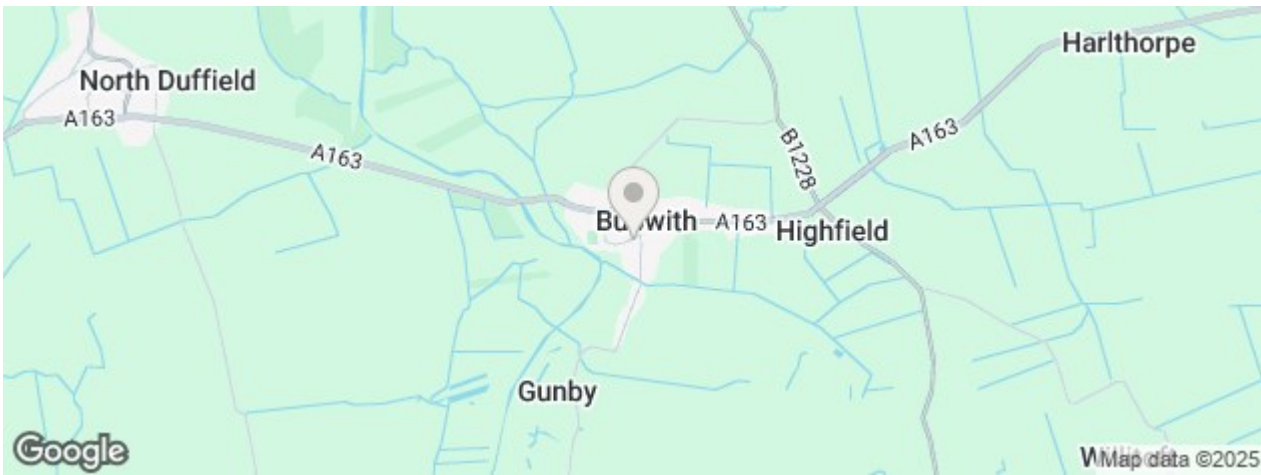 Harlthorpe
North Duffield
A163
A163
A163
B1228
A163
Highfield
Gunby
Google
Map data ©2025